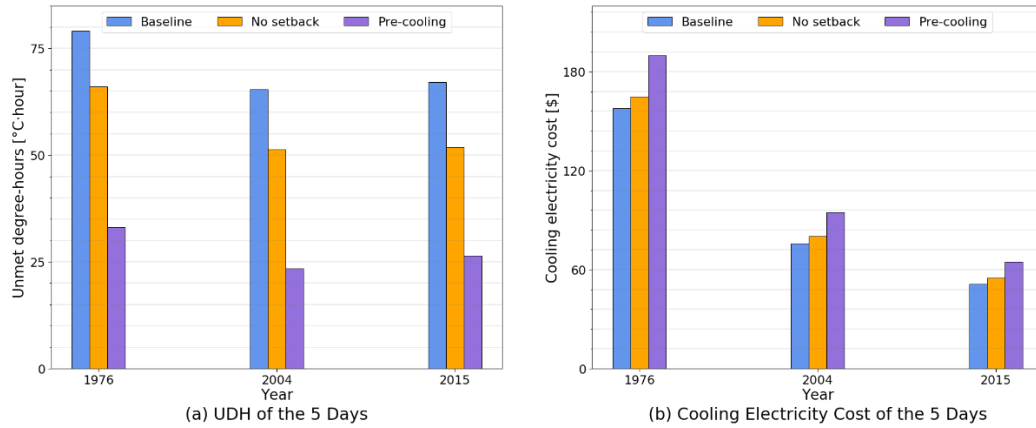 Baseline No setback Pre-cooling
Unmet degree-hours [°C·hour]
75
50
25
0
1976 2004 2015
Year
(a) UDH of the 5 Days
Baseline No setback Pre-cooling
Cooling electricity cost [$]
180
120
60
0
1976 2004 2015
Year
(b) Cooling Electricity Cost of the 5 Days